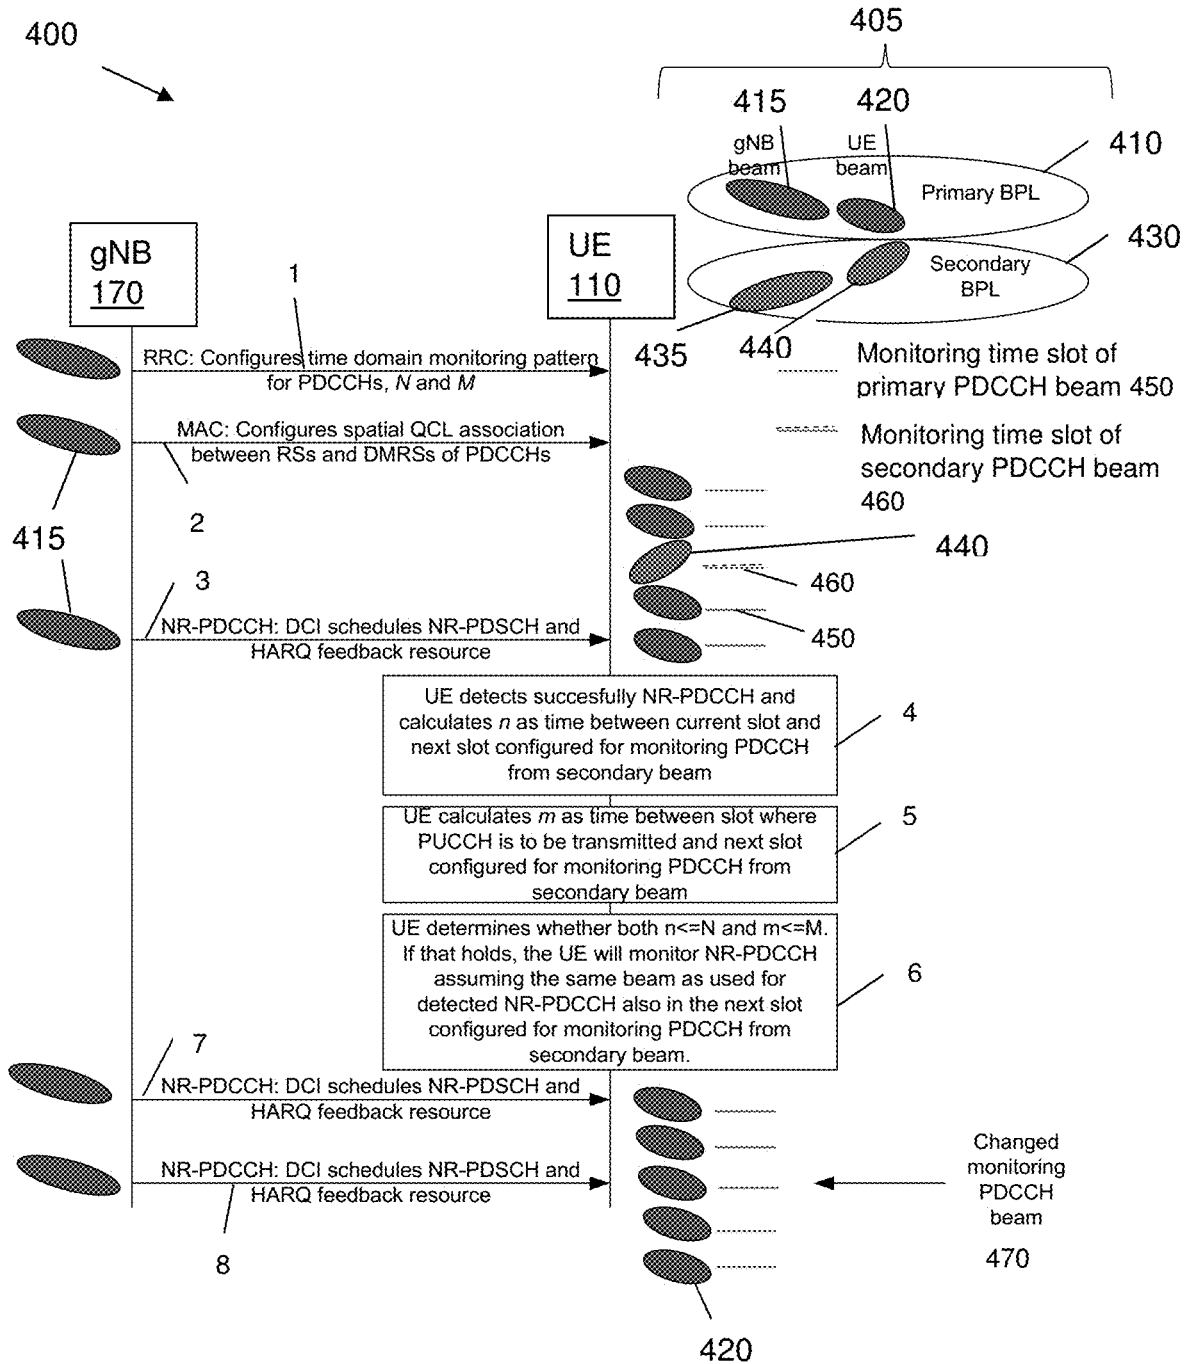 400
405
415
420
gNB
beam
UE
beam
410
Primary BPL
430
Secondary
BPL
435
440
gNB
170
UE
110
1
RRC: Configures time domain monitoring pattern
for PDCCHs, N and M
Monitoring time slot of
primary PDCCH beam 450
MAC: Configures spatial QCL association
between RSs and DMRSs of PDCCHs
Monitoring time slot of
secondary PDCCH beam
460
2
415
440
460
3
450
NR-PDCCH: DCI schedules NR-PDSCH and
HARQ feedback resource
UE detects succesfully NR-PDCCH and
calculates n as time between current slot and
next slot configured for monitoring PDCCH
from secondary beam
4
UE calculates m as time between slot where
PUCCH is to be transmitted and next slot
configured for monitoring PDCCH from
secondary beam
5
UE determines whether both n<=N and m<=M.
If that holds, the UE will monitor NR-PDCCH
assuming the same beam as used for
detected NR-PDCCH also in the next slot
configured for monitoring PDCCH from
secondary beam.
6
7
NR-PDCCH: DCI schedules NR-PDSCH and
HARQ feedback resource
NR-PDCCH: DCI schedules NR-PDSCH and
HARQ feedback resource
8
Changed
monitoring
PDCCH
beam
470
420